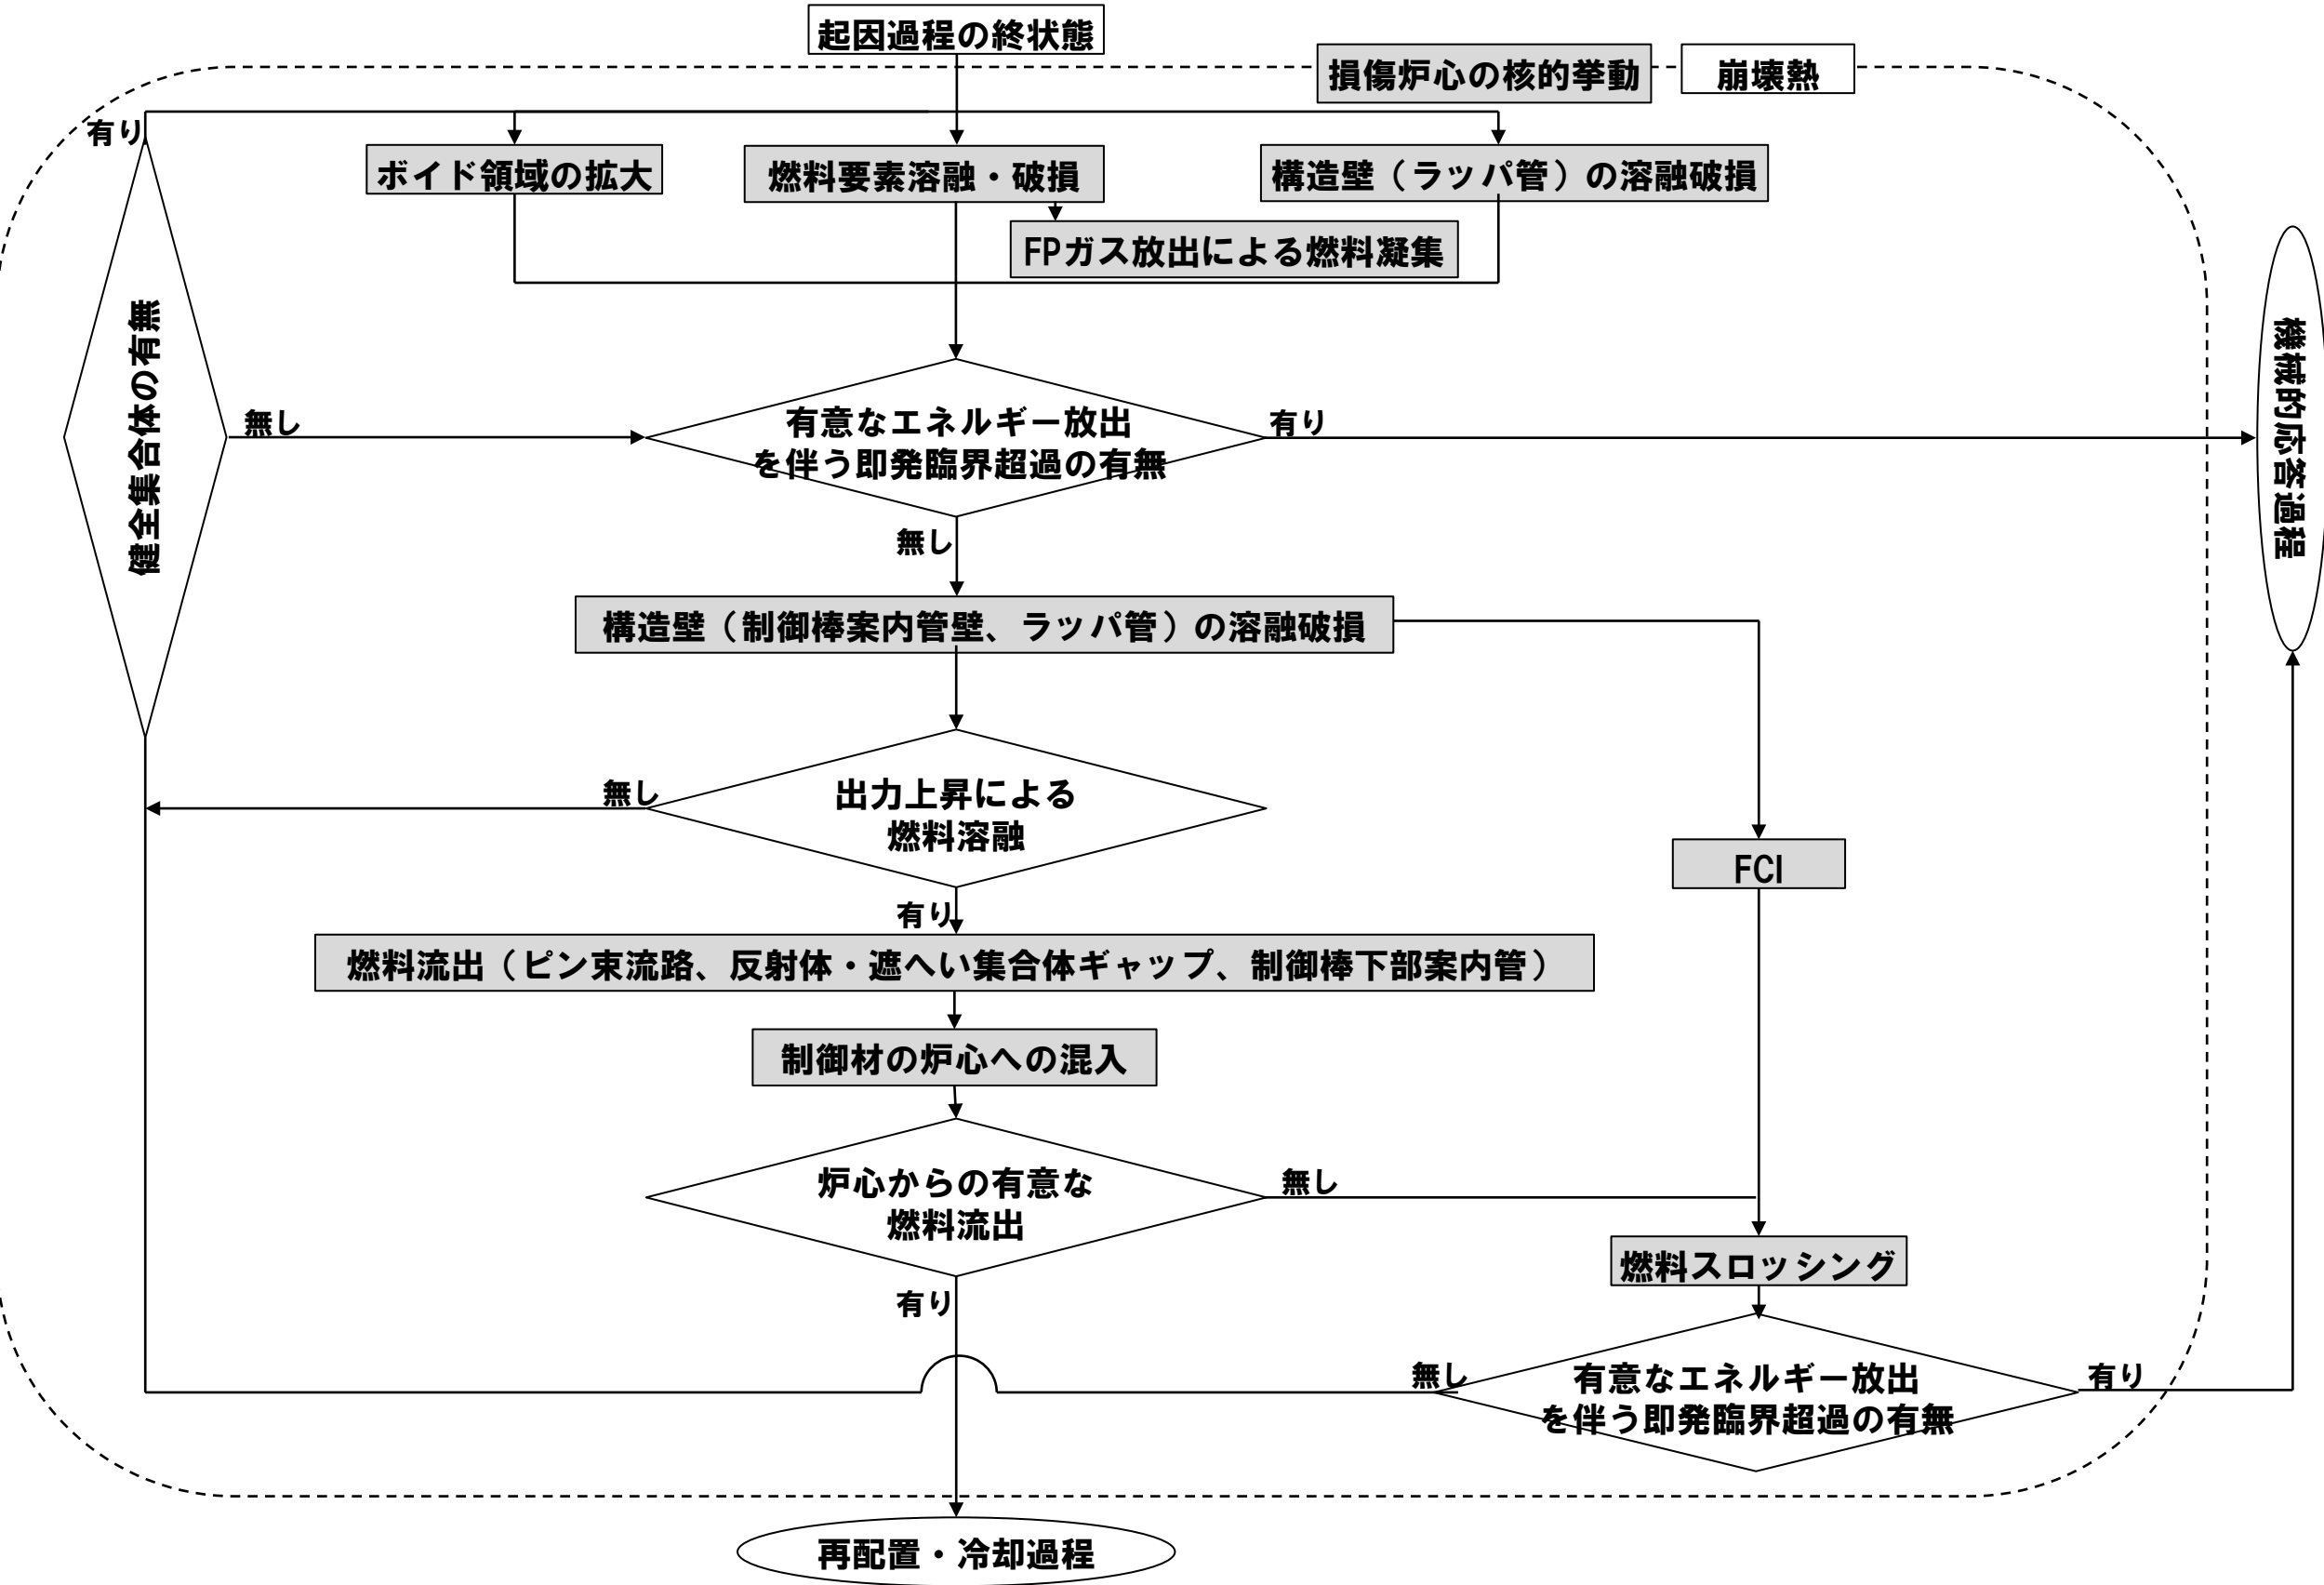 起因過程の終状態
損傷炉心の核的挙動
崩壊熱
有り
ボイド領域の拡大
燃料要素溶融・破損
構造壁（ラッパ管）の溶融破損
FPガス放出による燃料凝集
健全集合体の有無
無し
有意なエネルギー放出
を伴う即発臨界超過の有無
有り
機械的応答過程
無し
構造壁（制御棒案内管壁、ラッパ管）の溶融破損
無し
出力上昇による
燃料溶融
FCI
有り
燃料流出（ピン束流路、反射体・遮へい集合体ギャップ、制御棒下部案内管）
制御材の炉心への混入
炉心からの有意な
燃料流出
無し
燃料スロッシング
有り
無し
有意なエネルギー放出
を伴う即発臨界超過の有無
有り
再配置・冷却過程